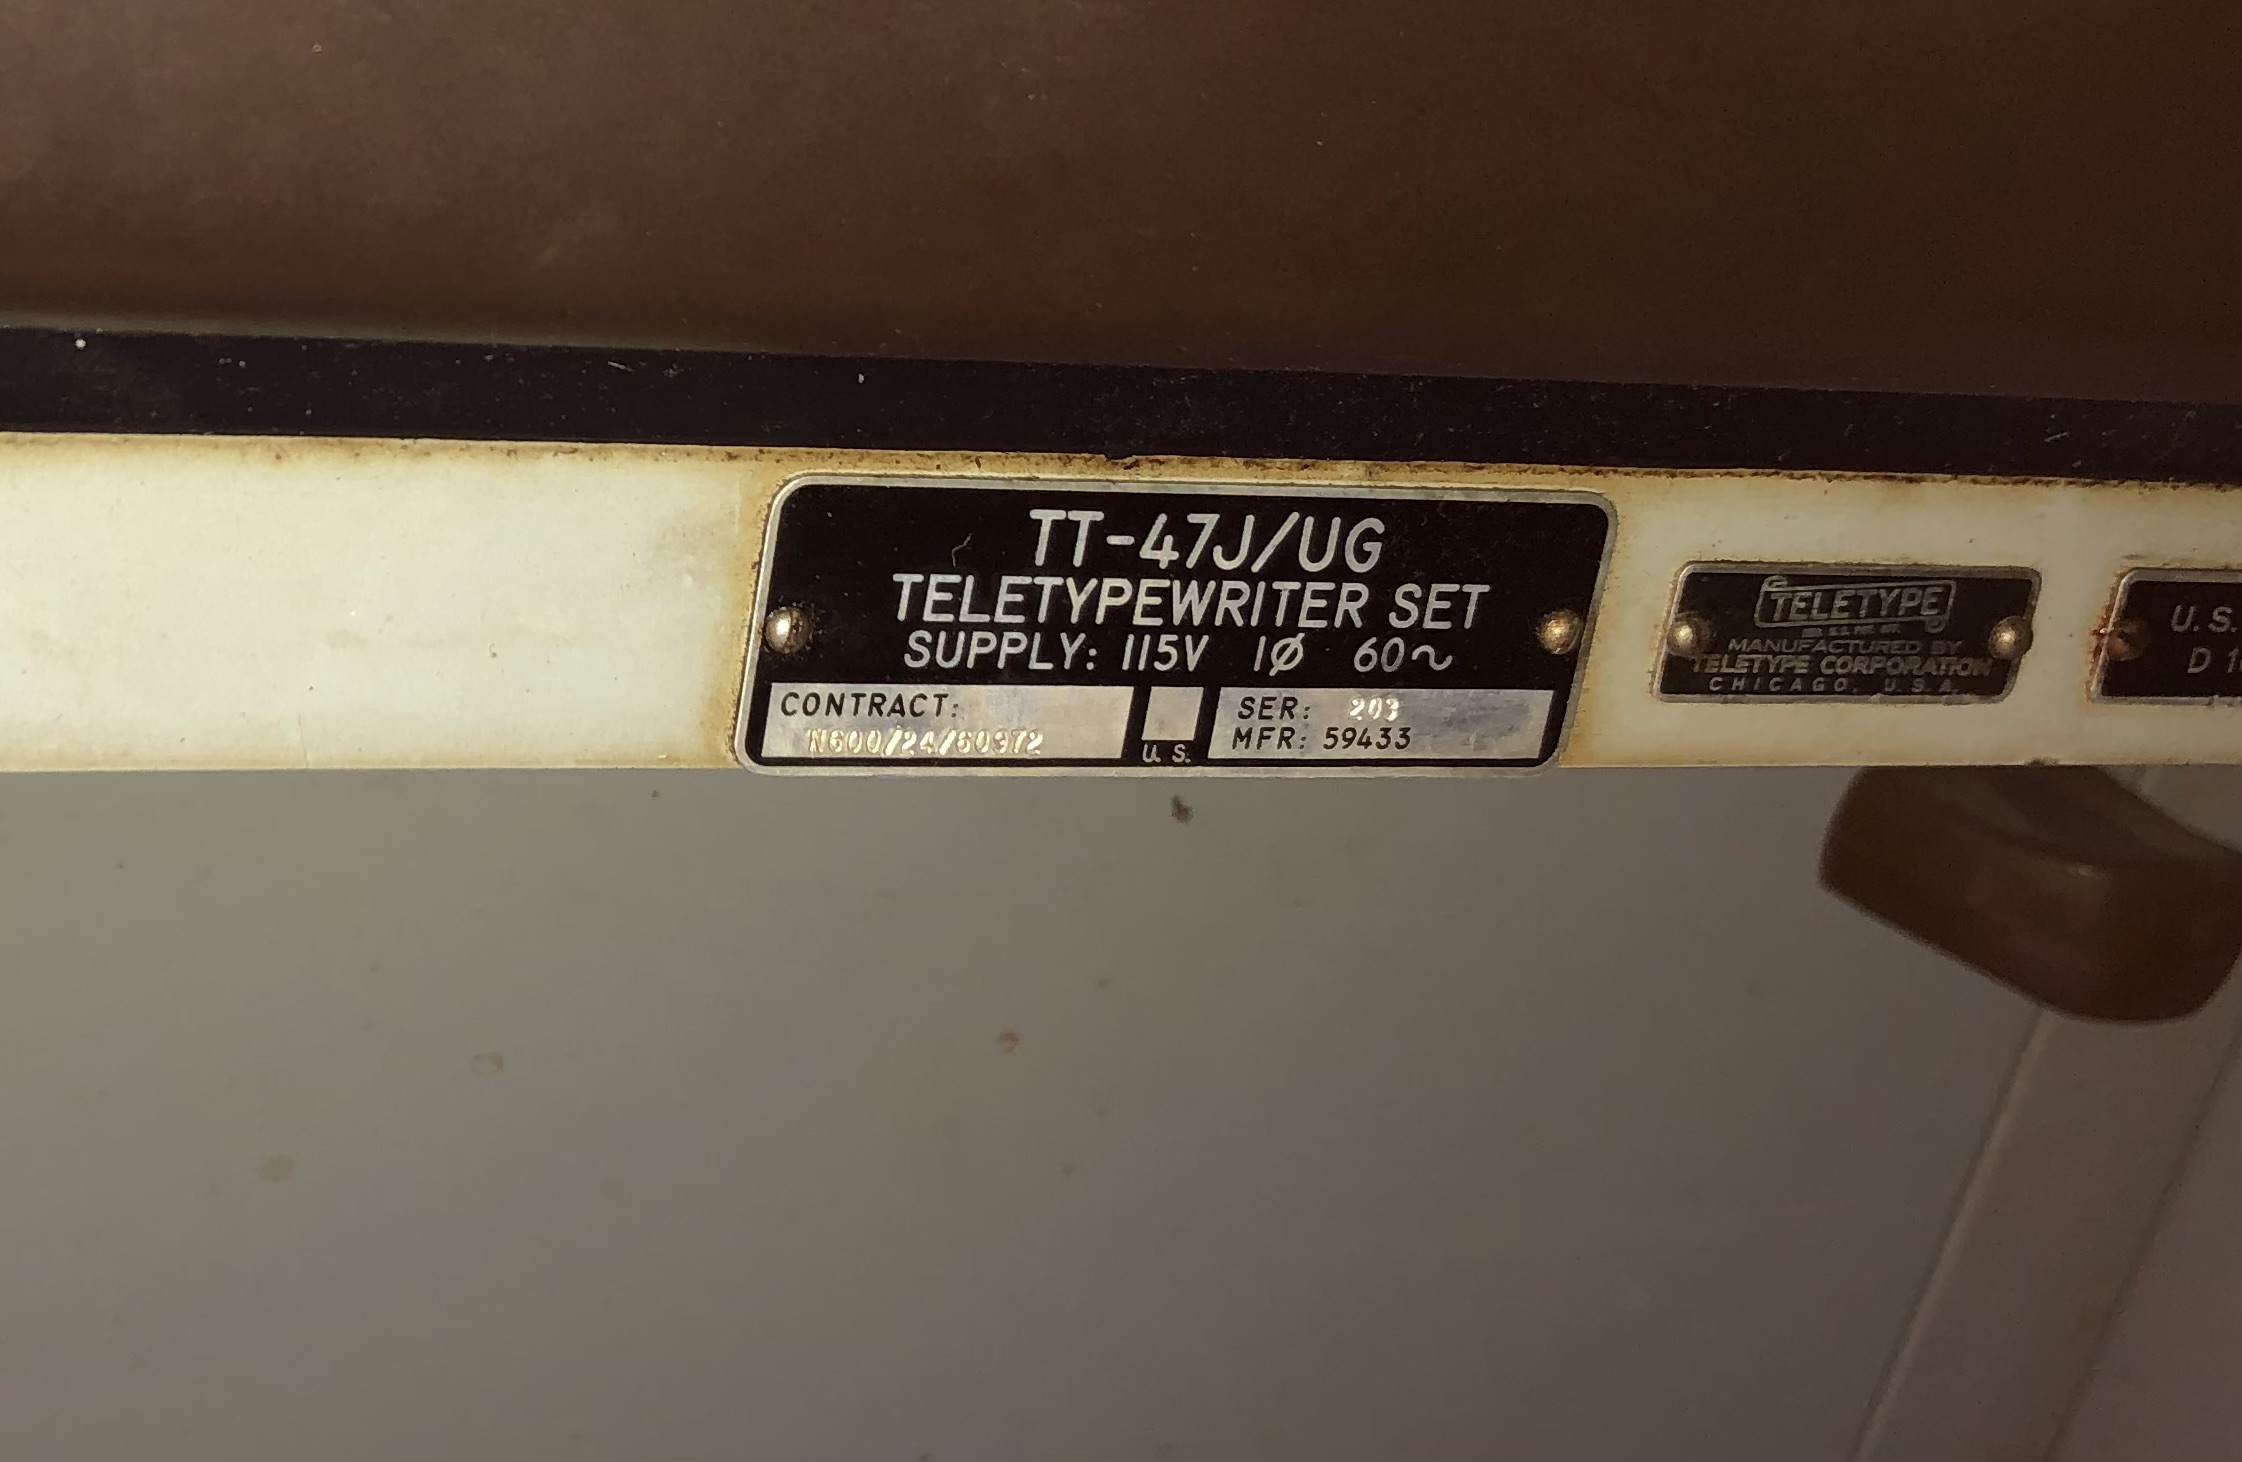 TT-47J/UG
TELETYPEWRITER SET
SUPPLY: 115V 1Ø 60~
CONTRACT:
N600/24/60972
U.S.
SER: 203
MFR: 59433
TELETYPE
MANUFACTURED BY
TELETYPE CORPORATION
CHICAGO, U.S.A.
U.S.
D